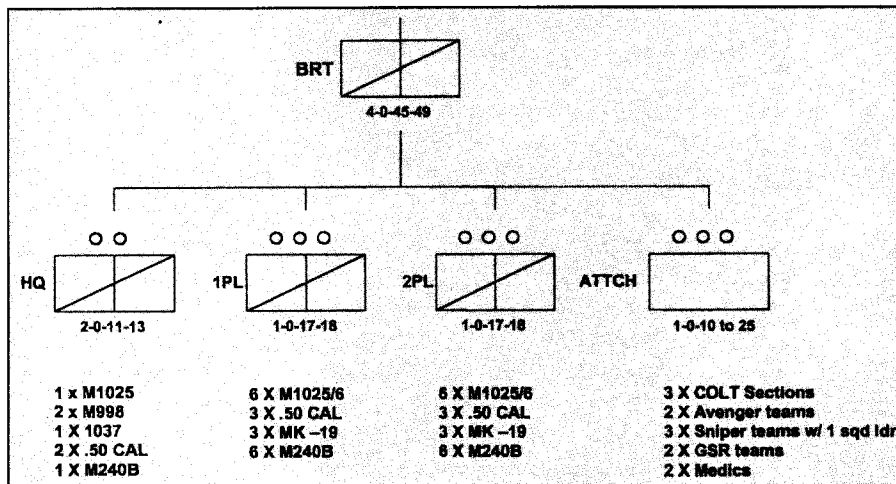 BRT
4-0-45-49
HQ
2-0-11-13
1 x M1025
2 x M998
1 X 1037
2 X .50 CAL
1 X M240B
1PL
1-0-17-18
6 X M1025/6
3 X .50 CAL
3 X MK –19
6 X M240B
2PL
1-0-17-18
6 X M1025/6
3 X .50 CAL
3 X MK –19
6 X M240B
ATTCH
1-0-10 to 25
3 X COLT Sections
2 X Avenger teams
3 X Sniper teams w/ 1 sqd ldr
2 X GSR teams
2 X Medics